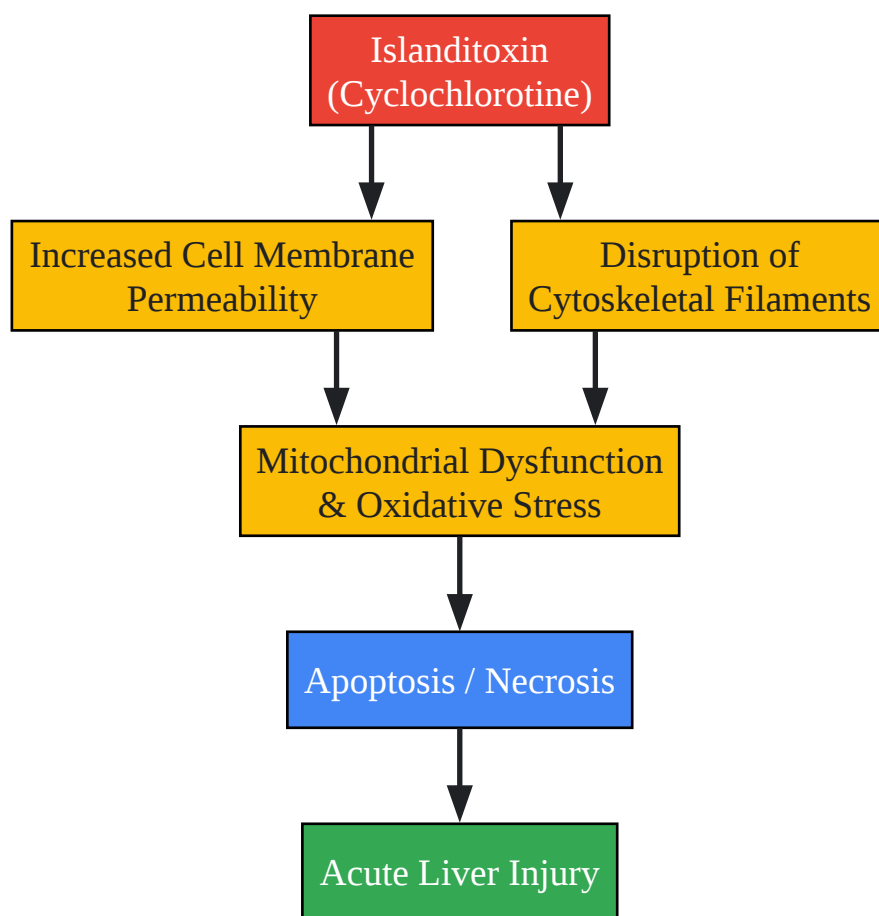 Islanditoxin
(Cyclochlorotine)
Increased Cell Membrane
Permeability
Disruption of
Cytoskeletal Filaments
Mitochondrial Dysfunction
& Oxidative Stress
Apoptosis / Necrosis
Acute Liver Injury